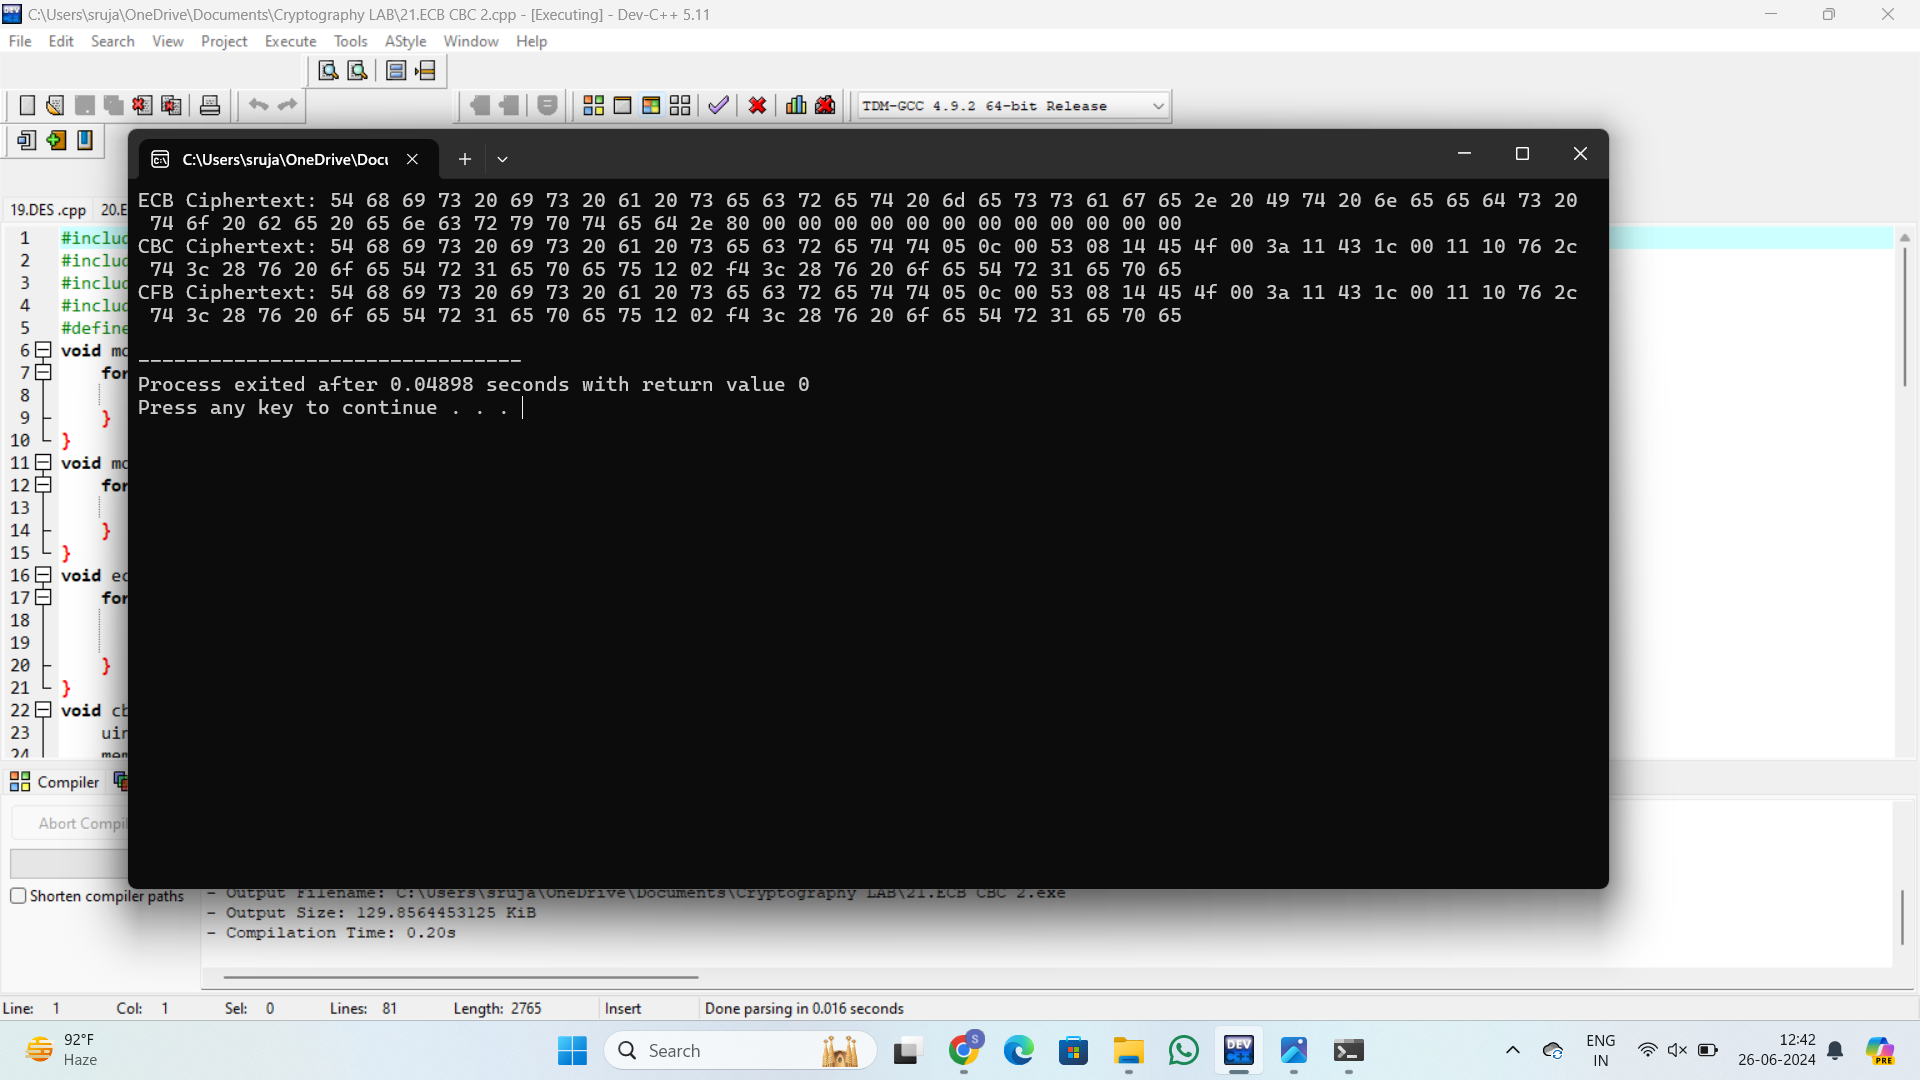 C:\Users\sruja\OneDrive\Documents\Cryptography LAB\21.ECB CBC 2.cpp - [Executing] - Dev-C++ 5.11
File Edit Search View Project Execute Tools AStyle Window Help
TDM-GCC 4.9.2 64-bit Release
C:\Users\sruja\OneDrive\Docu
19.DES .cpp 20.E
ECB Ciphertext: 54 68 69 73 20 69 73 20 61 20 73 65 63 72 65 74 20 6d 65 73 73 61 67 65 2e 20 49 74 20 6e 65 65 64 73 20
74 6f 20 62 65 20 65 6e 63 72 79 70 74 65 64 2e 80 00 00 00 00 00 00 00 00 00 00 00 00
CBC Ciphertext: 54 68 69 73 20 69 73 20 61 20 73 65 63 72 65 74 74 05 0c 00 53 08 14 45 4f 00 3a 11 43 1c 00 11 10 76 2c
74 3c 28 76 20 6f 65 54 72 31 65 70 65 75 12 02 f4 3c 28 76 20 6f 65 54 72 31 65 70 65
CFB Ciphertext: 54 68 69 73 20 69 73 20 61 20 73 65 63 72 65 74 74 05 0c 00 53 08 14 45 4f 00 3a 11 43 1c 00 11 10 76 2c
74 3c 28 76 20 6f 65 54 72 31 65 70 65 75 12 02 f4 3c 28 76 20 6f 65 54 72 31 65 70 65
--------------------------------
Process exited after 0.04898 seconds with return value 0
Press any key to continue . . .
1 #includ
2 #includ
3 #includ
4 #includ
5 #define
6 void mo
7 for
8
9 }
10 }
11 void mo
12 for
13
14 }
15 }
16 void ec
17 for
18
19
20 }
21 }
22 void cb
23 uin
24 mem
Compiler
Abort Compil
Shorten compiler paths
- Output Filename: C:\Users\sruja\OneDrive\Documents\Cryptography LAB\21.ECB CBC 2.exe
- Output Size: 129.8564453125 KiB
- Compilation Time: 0.20s
Line: 1 Col: 1 Sel: 0 Lines: 81 Length: 2765 Insert Done parsing in 0.016 seconds
92°F
Haze
Search
S
DEV
ENG
IN
12:42
26-06-2024
PRE